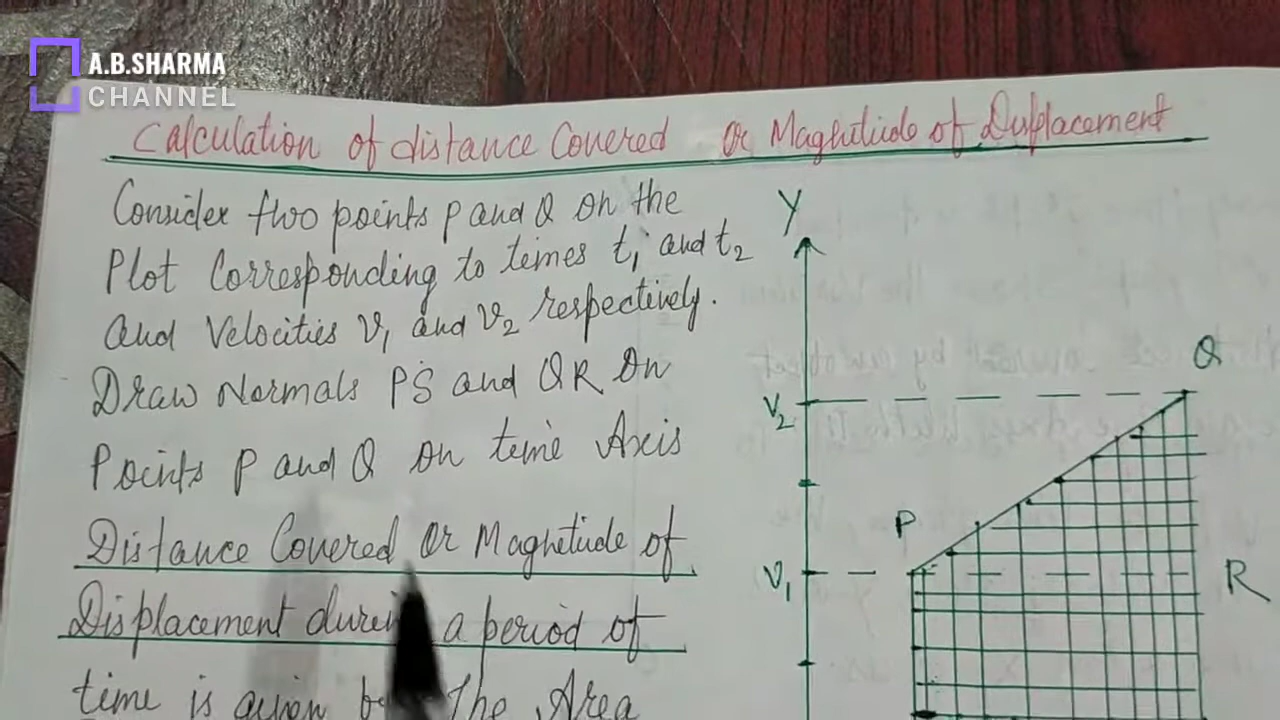 A.B.SHARMA
CHANNEL
Calculation of distance Covered Or Magnitude of Displacement
Consider two points P and Q on the
Plot Corresponding to times t₁ and t₂
and Velocities V₁ and V₂ respectively.
Draw Normals PS and QR On
Points P and Q on time Axis
Distance Covered Or Magnetude of
Displacement during a period of
time is given by the Area
Y
Q
V₂
P
V₁
R